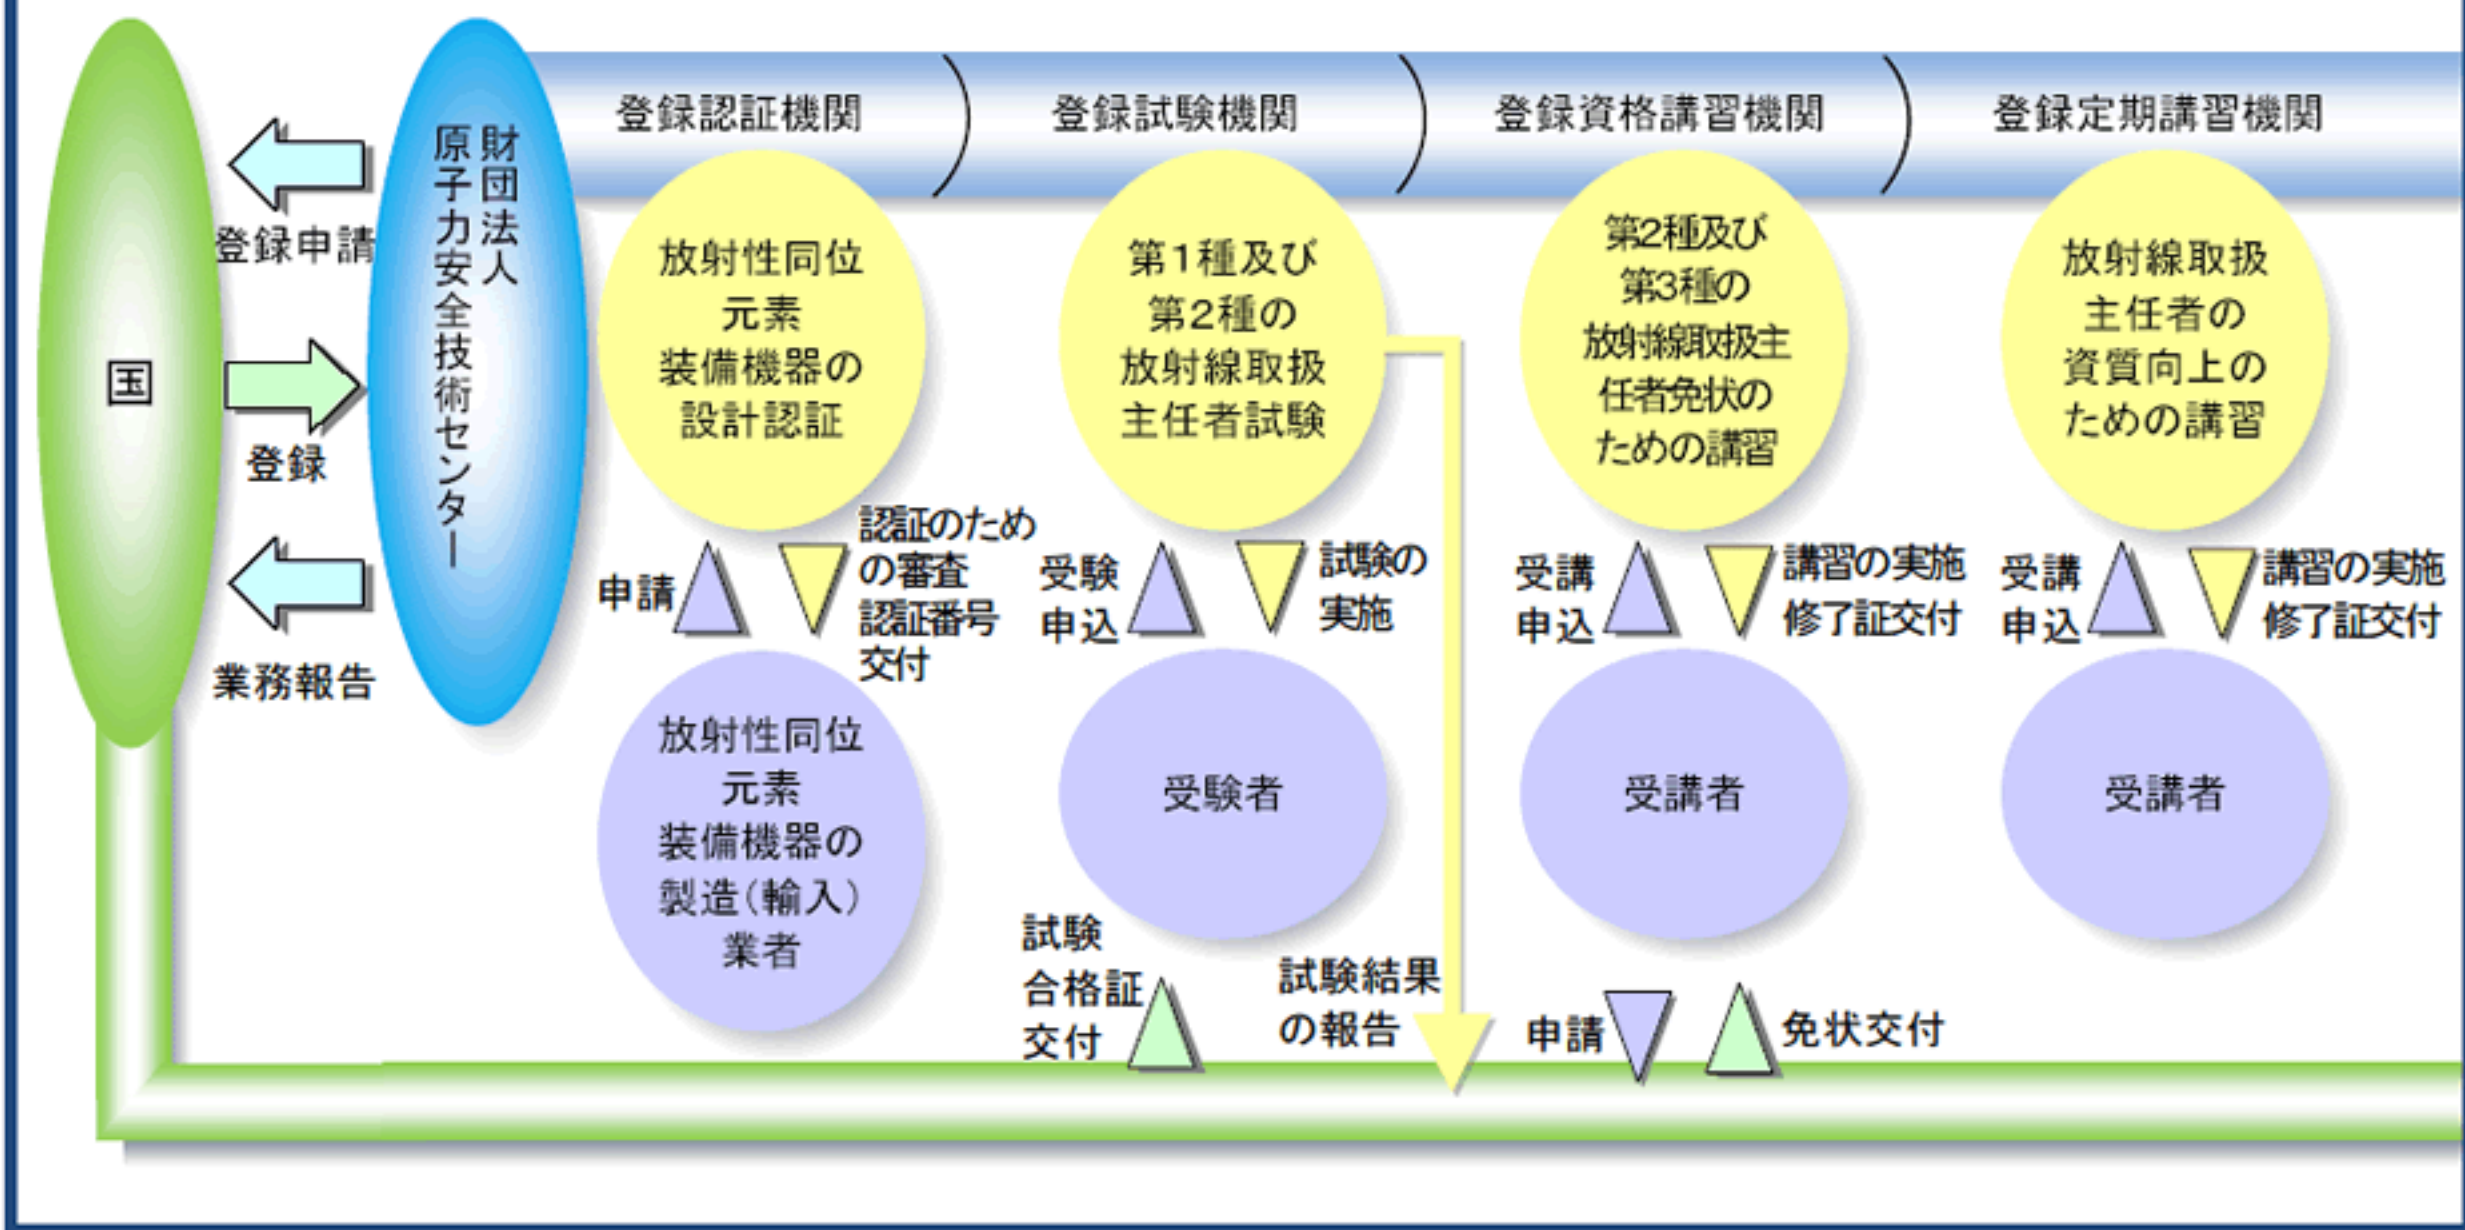 国
登録申請
登録
業務報告
財団法人
原子力安全技術センター
登録認証機関
登録試験機関
登録資格講習機関
登録定期講習機関
放射性同位
元素
装備機器の
設計認証
第1種及び
第2種の
放射線取扱
主任者試験
第2種及び
第3種の
放射線取扱主
任者免状の
ための講習
放射線取扱
主任者の
資質向上の
ための講習
申請
認証のため
の審査
認証番号
交付
受験
申込
試験の
実施
受講
申込
講習の実施
修了証交付
受講
申込
講習の実施
修了証交付
放射性同位
元素
装備機器の
製造(輸入)
業者
受験者
受講者
受講者
試験
合格証
交付
試験結果
の報告
申請
免状交付